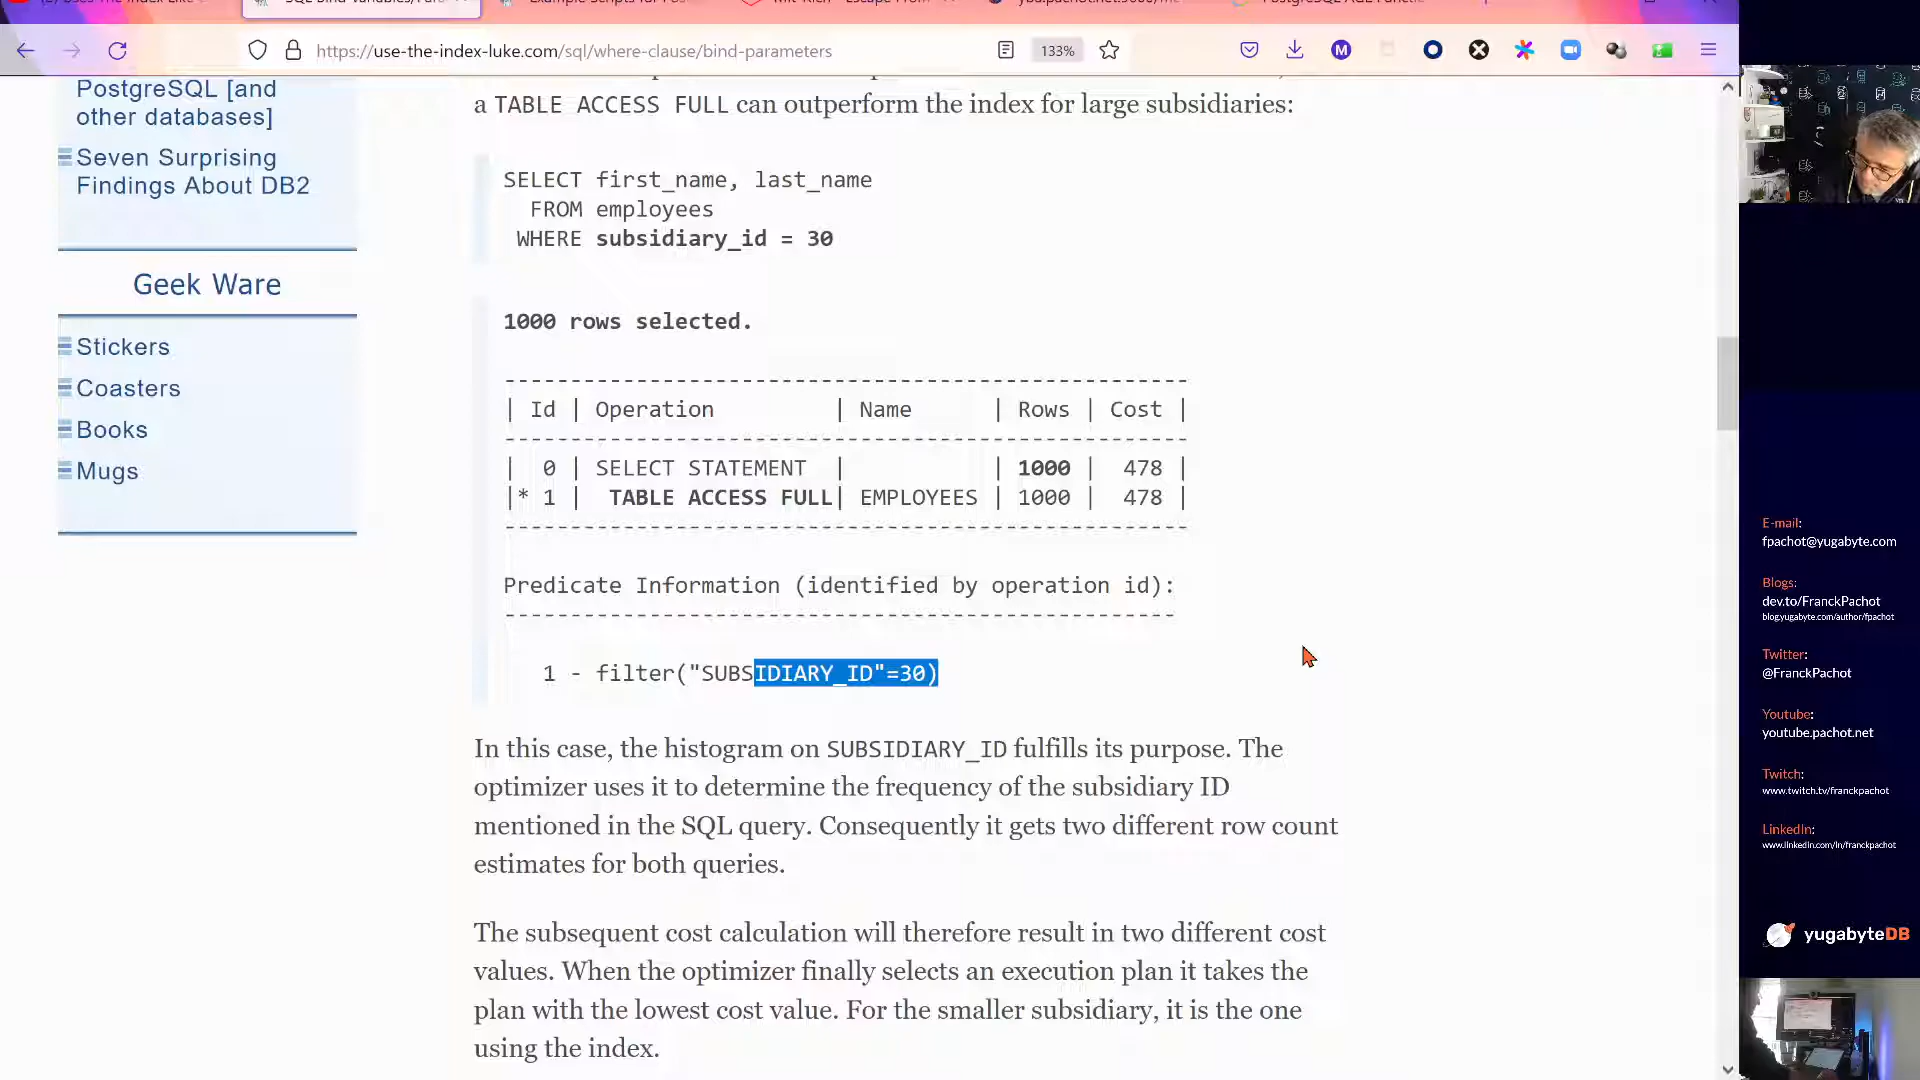 SQL Bind-Variables/Para
https://use-the-index-luke.com/sql/where-clause/bind-parameters
133%
PostgreSQL [and
other databases]
Seven Surprising
Findings About DB2
Geek Ware
Stickers
Coasters
Books
Mugs
a TABLE ACCESS FULL can outperform the index for large subsidiaries:
SELECT first_name, last_name
FROM employees
WHERE subsidiary_id = 30
1000 rows selected.
---------------------------------------------------
| Id | Operation | Name | Rows | Cost |
---------------------------------------------------
| 0 | SELECT STATEMENT | | 1000 | 478 |
|* 1 | TABLE ACCESS FULL| EMPLOYEES | 1000 | 478 |
---------------------------------------------------
Predicate Information (identified by operation id):
---------------------------------------------------
1 - filter("SUBSIDIARY_ID"=30)
In this case, the histogram on SUBSIDIARY_ID fulfills its purpose. The
optimizer uses it to determine the frequency of the subsidiary ID
mentioned in the SQL query. Consequently it gets two different row count
estimates for both queries.
The subsequent cost calculation will therefore result in two different cost
values. When the optimizer finally selects an execution plan it takes the
plan with the lowest cost value. For the smaller subsidiary, it is the one
using the index.
E-mail:
fpachot@yugabyte.com
Blogs:
dev.to/FranckPachot
blog.yugabyte.com/author/fpachot
Twitter:
@FranckPachot
Youtube:
youtube.pachot.net
Twitch:
www.twitch.tv/franckpachot
LinkedIn:
www.linkedin.com/in/franckpachot
yugabyteDB